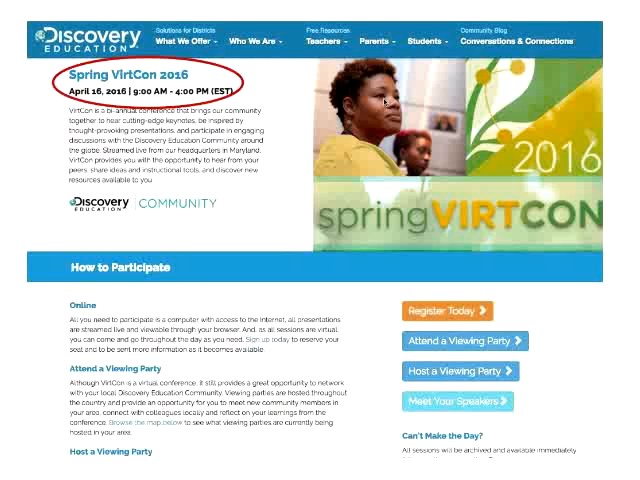 Discovery
EDUCATION
Solutions for Districts
What We Offer
Who We Are
Free Resources
Teachers
Parents
Students
Community Blog
Conversations & Connections
Spring VirtCon 2016
April 16, 2016 | 9:00 AM - 4:00 PM (EST)
VirtCon is a bi-annual conference that brings our community
together to hear cutting-edge keynotes, be inspired by
thought-provoking presentations, and participate in engaging
discussions with the Discovery Education Community around
the globe. Streamed live from our headquarters in Maryland,
VirtCon provides you with the opportunity to hear from your
peers, share ideas and instructional tools, and discover new
resources available to you
Discovery
EDUCATION
COMMUNITY
2016
springVIRTCON
How to Participate
Online
All you need to participate is a computer with access to the Internet, all presentations
are streamed live and viewable through your browser. And, as all sessions are virtual,
you can come and go throughout the day as you need. Sign up today to reserve your
seat and to be sent more information as it becomes available
Attend a Viewing Party
Although VirtCon is a virtual conference, it still provides a great opportunity to network
with your local Discovery Education Community. Viewing parties are hosted throughout
the country and provide an opportunity for you to meet new community members in
your area, connect with colleagues locally and reflect on your learnings from the
conference. Browse the map below to see what viewing parties are currently being
hosted in your area.
Host a Viewing Party
Register Today
Attend a Viewing Party
Host a Viewing Party
Meet Your Speakers
Can't Make the Day?
All sessions will be archived and available immediately